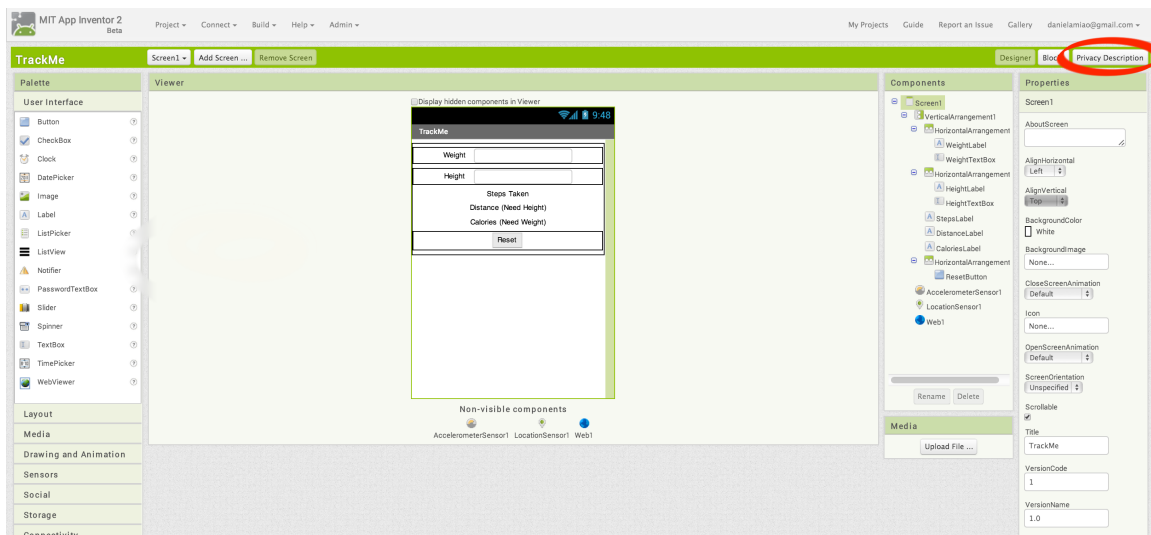 MIT App Inventor 2
Beta
Project Connect Build Help Admin
My Projects Guide Report an Issue Gallery danielamiao@gmail.com
TrackMe
Screen1 Add Screen ... Remove Screen
Designer Privacy Description
Palette
User Interface
Button
CheckBox
Clock
DatePicker
Image
Label
ListPicker
ListView
Notifier
PasswordTextBox
Slider
Spinner
TextBox
TimePicker
WebViewer
Layout
Media
Drawing and Animation
Sensors
Social
Storage
Connectivity
Viewer
Display hidden components in Viewer
9:48
TrackMe
Weight
Height
Steps Taken
Distance (Need Height)
Calories (Need Weight)
Reset
Non-visible components
AccelerometerSensor1 LocationSensor1 Web1
Components
Screen1
VerticalArrangement1
HorizontalArrangement
WeightLabel
WeightTextBox
HorizontalArrangement
HeightLabel
HeightTextBox
StepsLabel
DistanceLabel
CaloriesLabel
HorizontalArrangement
ResetButton
AccelerometerSensor1
LocationSensor1
Web1
Rename Delete
Media
Upload File ...
Properties
Screen1
AboutScreen
AlignHorizontal
Left
AlignVertical
Top
BackgroundColor
White
BackgroundImage
None...
CloseScreenAnimation
Default
Icon
None...
OpenScreenAnimation
Default
ScreenOrientation
Unspecified
Scrollable
Title
TrackMe
VersionCode
1
VersionName
1.0